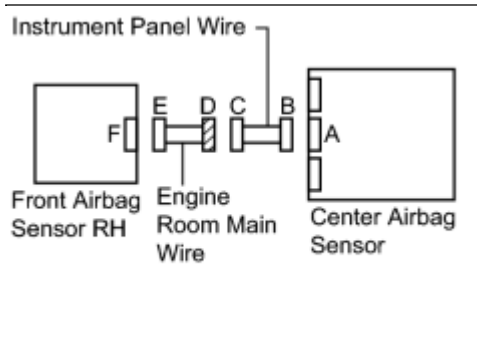 Instrument Panel Wire
E D C B
F A
Front Airbag
Sensor RH
Engine
Room Main
Wire
Center Airbag
Sensor